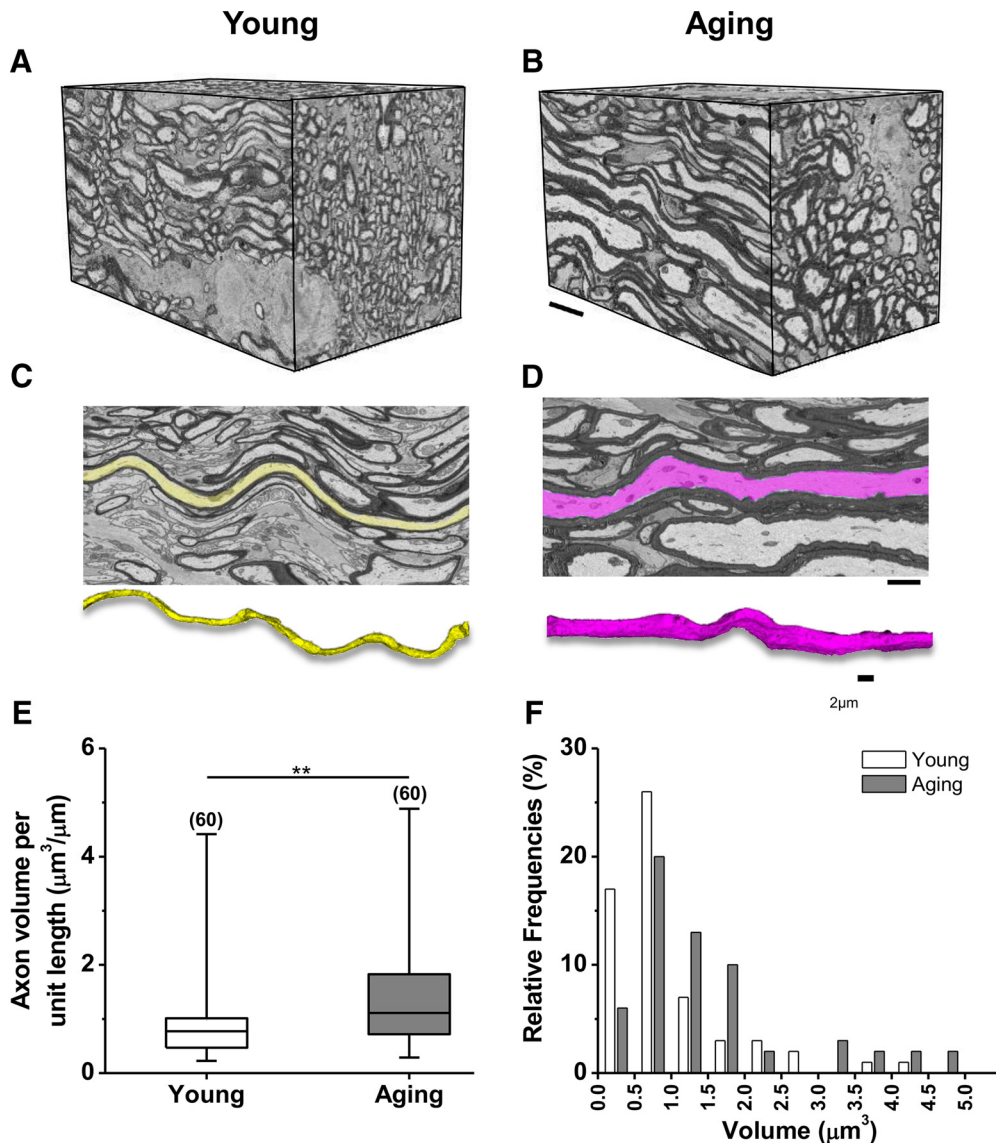 Young
Aging
A
B
C
D
2µm
E
F
Axon volume per
unit length (µm³/µm)
6
4
2
0
**
(60)
(60)
Young
Aging
Relative Frequencies (%)
30
20
10
0
Young
Aging
0.0
0.5
1.0
1.5
2.0
2.5
3.0
3.5
4.0
4.5
5.0
Volume (µm³)